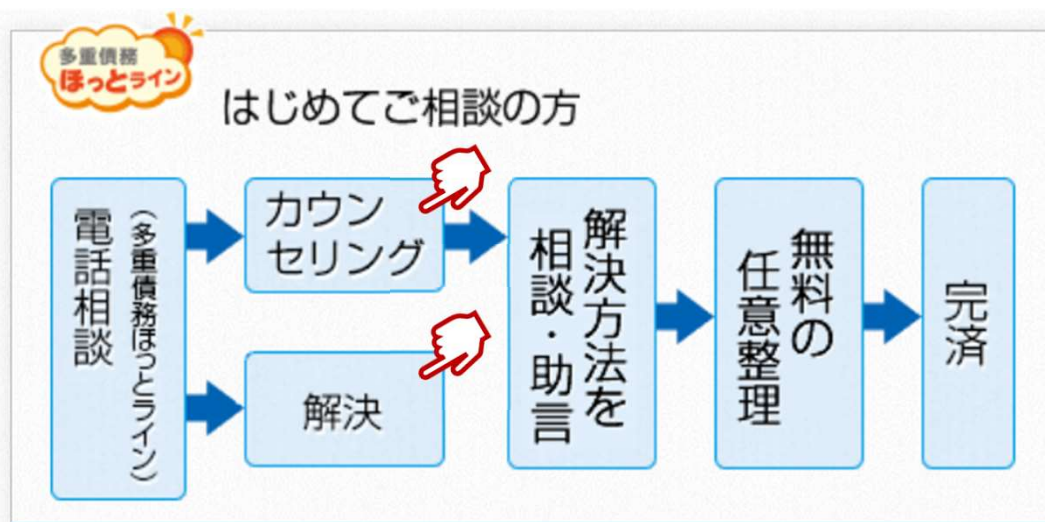 多重債務
ほっとライン
はじめてご相談の方
電話相談
(多重債務ほっとライン)
カウン
セリング
解決
解決方法を
相談・助言
無料の
任意整理
完済